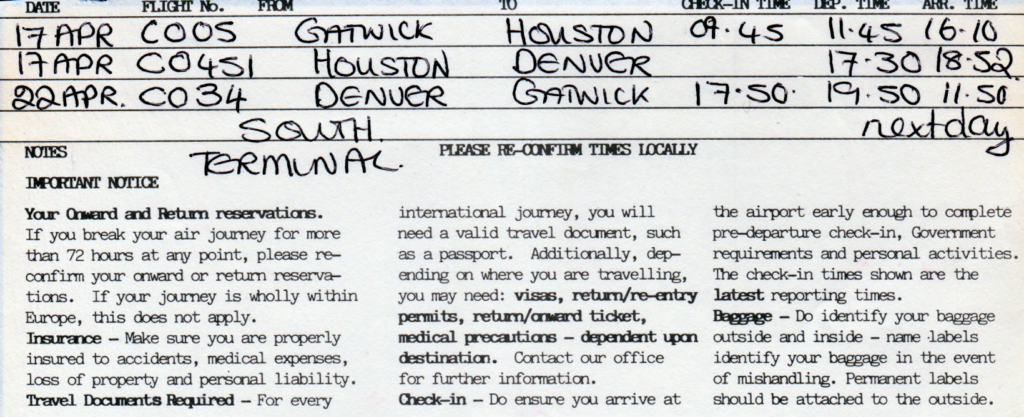 DATE FLIGHT No. FROM TO CHECK-IN TIME DEP. TIME ARR. TIME
17 APR CO05 GATWICK HOUSTON 09.45 11.45 16.10
17 APR CO451 HOUSTON DENVER 17.30 18.52
22 APR. CO34 DENVER GATWICK 17.50. 19.50 11.50
SOUTH. next day
NOTES TERMINAL. PLEASE RE-CONFIRM TIMES LOCALLY
IMPORTANT NOTICE
Your Onward and Return reservations.
If you break your air journey for more
than 72 hours at any point, please re-
confirm your onward or return reserva-
tions. If your journey is wholly within
Europe, this does not apply.
Insurance - Make sure you are properly
insured to accidents, medical expenses,
loss of property and personal liability.
Travel Documents Required - For every
international journey, you will
need a valid travel document, such
as a passport. Additionally, dep-
ending on where you are travelling,
you may need: visas, return/re-entry
permits, return/onward ticket,
medical precautions - dependent upon
destination. Contact our office
for further information.
Check-in - Do ensure you arrive at
the airport early enough to complete
pre-departure check-in, Government
requirements and personal activities.
The check-in times shown are the
latest reporting times.
Baggage - Do identify your baggage
outside and inside - name labels
identify your baggage in the event
of mishandling. Permanent labels
should be attached to the outside.